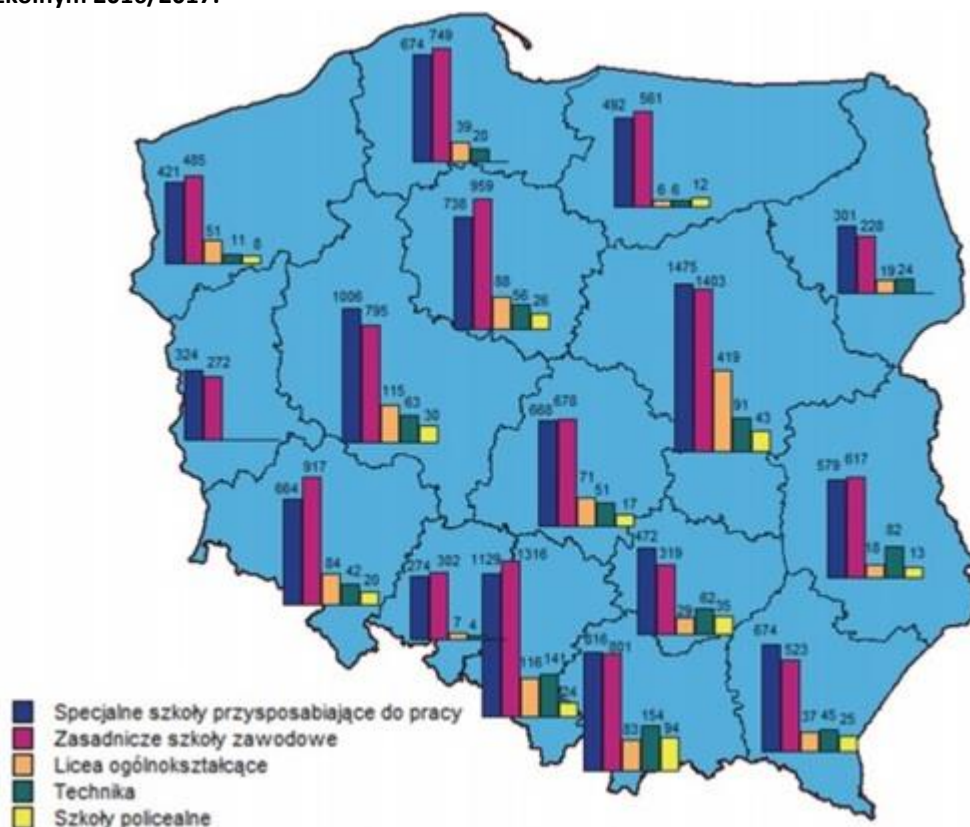 zkolnym 2016/2017.
674 749 39 20
492 561 6 6 12
421 485 51 11 8
738 959 88 56 26
301 228 19 24
1006 795 115 63 30
1475 1403 419 91 43
324 272
668 678 71 51 17
579 617 18 82 13
664 917 84 42 20
274 302 7 4
1129 1316 116 141 24
472 319 29 62 35
816 801 83 154 94
674 523 37 45 25
Specjalne szkoły przysposabiające do pracy
Zasadnicze szkoły zawodowe
Licea ogólnokształcące
Technika
Szkoły policealne